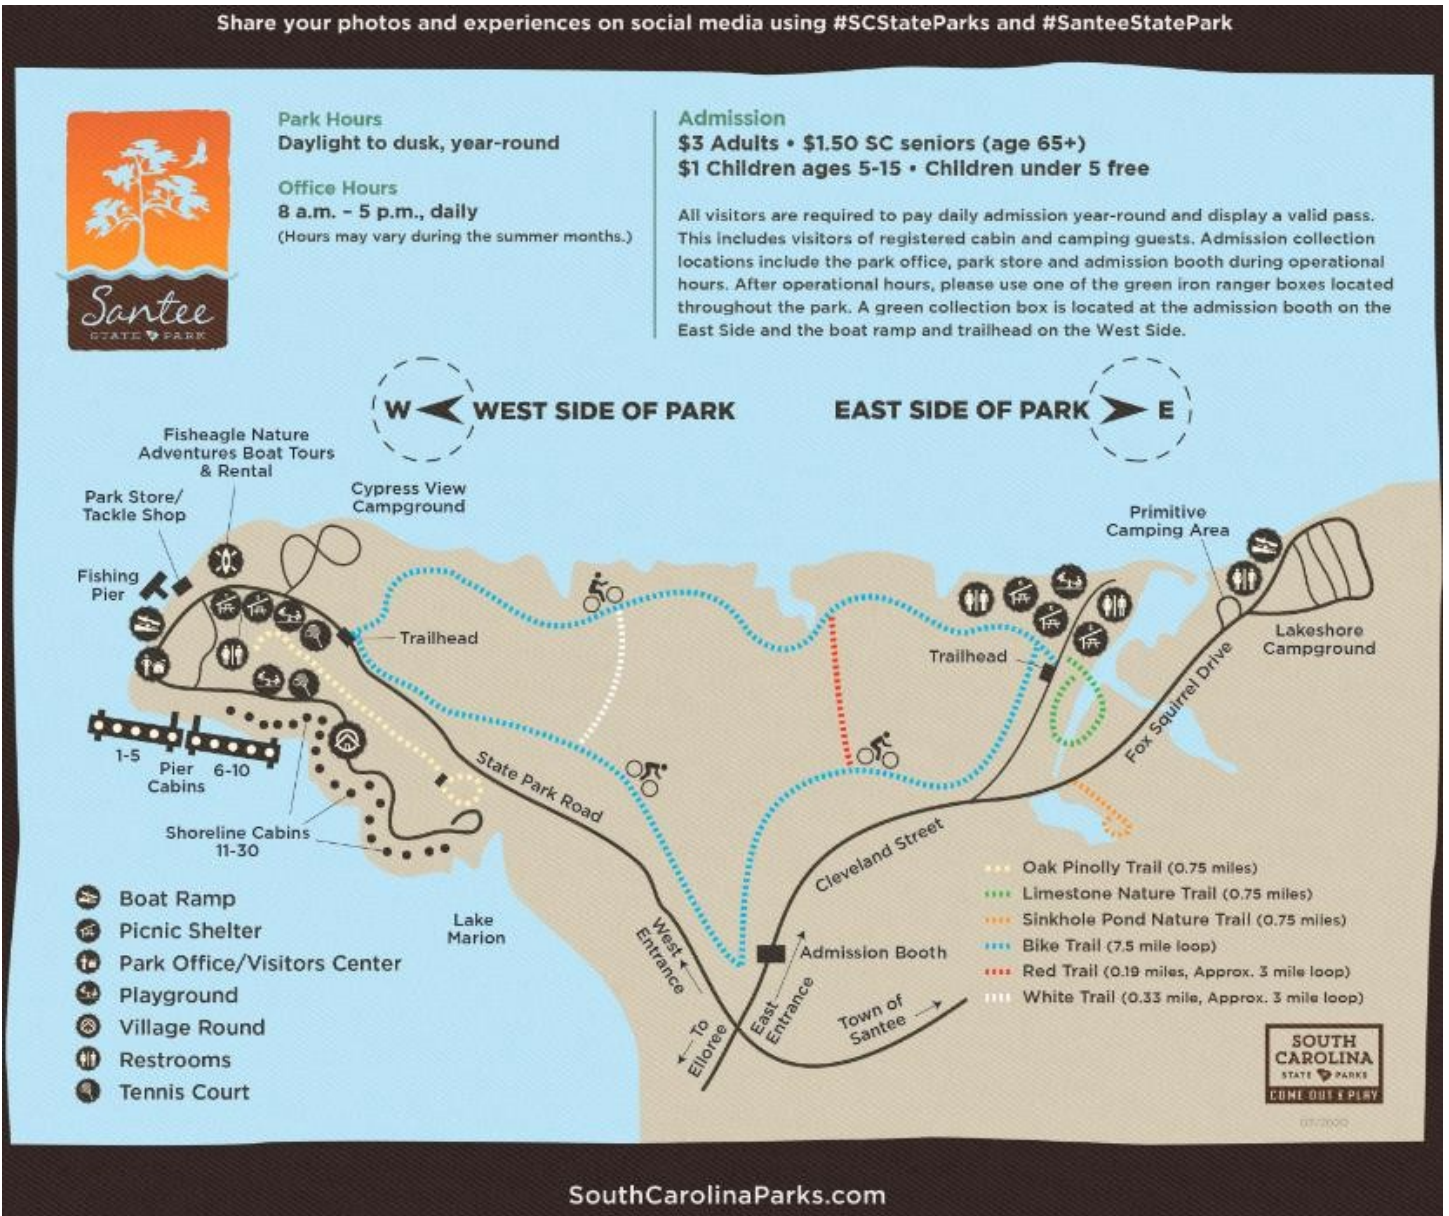 Share your photos and experiences on social media using #SCStateParks and #SanteeStatePark
Santee
STATE PARK
Park Hours
Daylight to dusk, year-round
Office Hours
8 a.m. – 5 p.m., daily
(Hours may vary during the summer months.)
Admission
$3 Adults • $1.50 SC seniors (age 65+)
$1 Children ages 5-15 • Children under 5 free
All visitors are required to pay daily admission year-round and display a valid pass.
This includes visitors of registered cabin and camping guests. Admission collection
locations include the park office, park store and admission booth during operational
hours. After operational hours, please use one of the green iron ranger boxes located
throughout the park. A green collection box is located at the admission booth on the
East Side and the boat ramp and trailhead on the West Side.
W
WEST SIDE OF PARK
EAST SIDE OF PARK
E
Fisheagle Nature
Adventures Boat Tours
& Rental
Park Store/
Tackle Shop
Cypress View
Campground
Fishing
Pier
Trailhead
Primitive
Camping Area
Trailhead
Lakeshore
Campground
Fox Squirrel Drive
1-5
Pier
Cabins
6-10
State Park Road
Shoreline Cabins
11-30
Cleveland Street
Lake
Marion
West
Entrance
Admission Booth
East
Entrance
To
Elloree
Town of
Santee
Boat Ramp
Picnic Shelter
Park Office/Visitors Center
Playground
Village Round
Restrooms
Tennis Court
Oak Pinolly Trail (0.75 miles)
Limestone Nature Trail (0.75 miles)
Sinkhole Pond Nature Trail (0.75 miles)
Bike Trail (7.5 mile loop)
Red Trail (0.19 miles, Approx. 3 mile loop)
White Trail (0.33 mile, Approx. 3 mile loop)
SOUTH
CAROLINA
STATE PARKS
COME OUT & PLAY
07/2020
SouthCarolinaParks.com